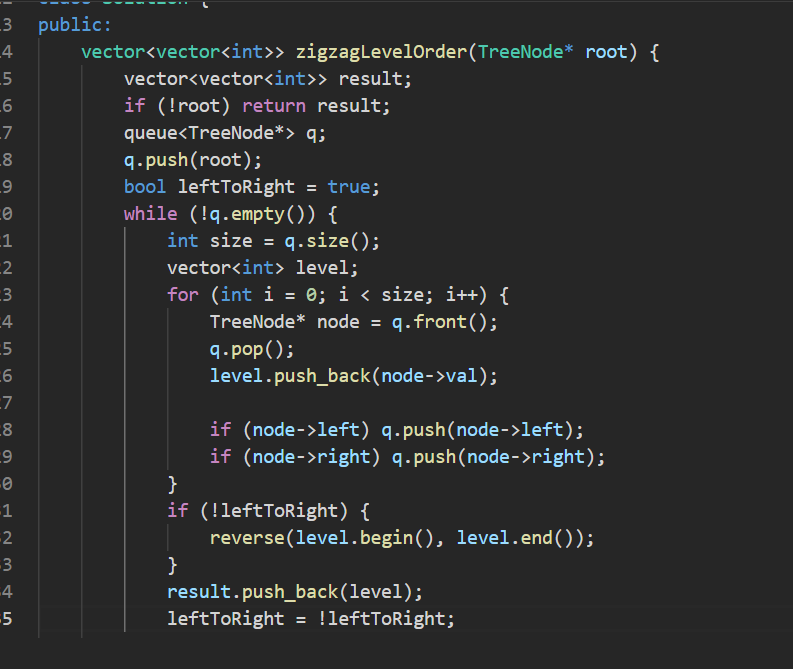 3 public:
4 vector<vector<int>> zigzagLevelOrder(TreeNode* root) {
5 vector<vector<int>> result;
6 if (!root) return result;
7 queue<TreeNode*> q;
8 q.push(root);
9 bool leftToRight = true;
0 while (!q.empty()) {
1 int size = q.size();
2 vector<int> level;
3 for (int i = 0; i < size; i++) {
4 TreeNode* node = q.front();
5 q.pop();
6 level.push_back(node->val);
7
8 if (node->left) q.push(node->left);
9 if (node->right) q.push(node->right);
0 }
1 if (!leftToRight) {
2 reverse(level.begin(), level.end());
3 }
4 result.push_back(level);
5 leftToRight = !leftToRight;